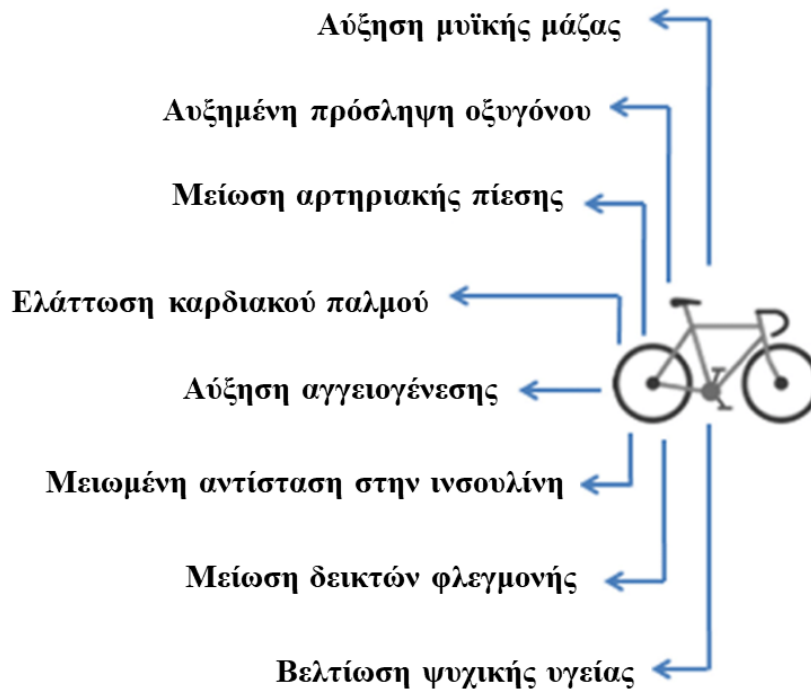 Αύξηση μυϊκής μάζας
Αυξημένη πρόσληψη οξυγόνου
Μείωση αρτηριακής πίεσης
Ελάττωση καρδιακού παλμού
Αύξηση αγγειογένεσης
Μειωμένη αντίσταση στην ινσουλίνη
Μείωση δεικτών φλεγμονής
Βελτίωση ψυχικής υγείας